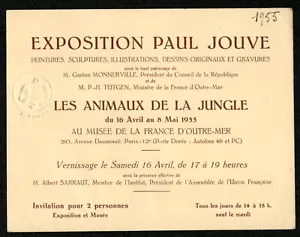 1955
EXPOSITION PAUL JOUVE
PEINTURES, SCULPTURES, ILLUSTRATIONS, DESSINS ORIGINAUX ET GRAVURES
sous le haut patronage de
M. Gaston MONNERVILLE, Président du Conseil de la République
et de
M. P.-H. TEITGEN, Ministre de la France d'Outre-Mer
LES ANIMAUX DE LA JUNGLE
du 16 Avril au 8 Mai 1955
AU MUSÉE DE LA FRANCE D'OUTRE-MER
293, Avenue Daumesnil, Paris-12e (Porte Dorée - Autobus 46 et PC)
Vernissage le Samedi 16 Avril, de 17 à 19 heures
avec la présence effective de
M. Albert SARRAUT, Membre de l'Institut, Président de l'Assemblée de l'Union Française
Invitation pour 2 personnes
Exposition et Musée
Tous les jours de 14 à 18 h.
sauf le mardi